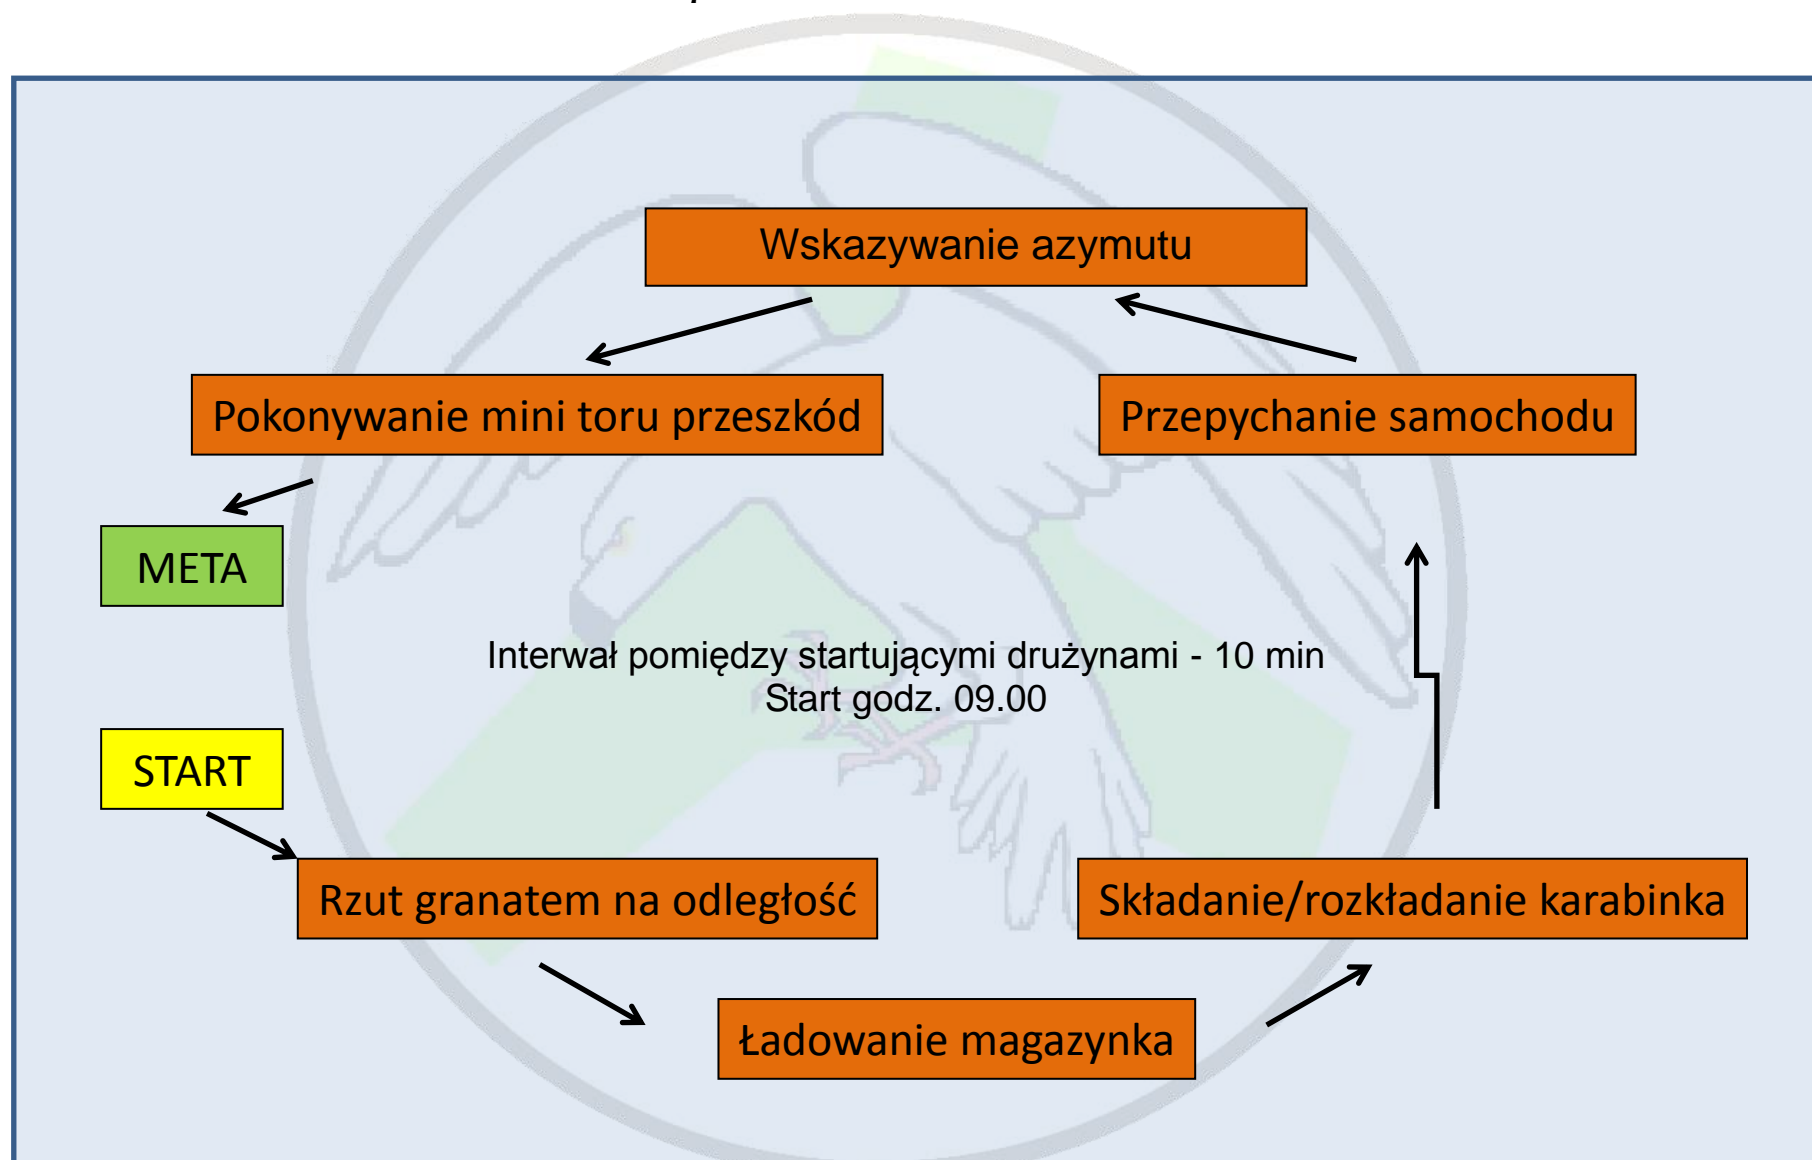 Wskazywanie azymutu
Pokonywanie mini toru przeszkód
Przepychanie samochodu
META
Interwał pomiędzy startującymi drużynami - 10 min
Start godz. 09.00
START
Rzut granatem na odległość
Składanie/rozkładanie karabinka
Ładowanie magazynka